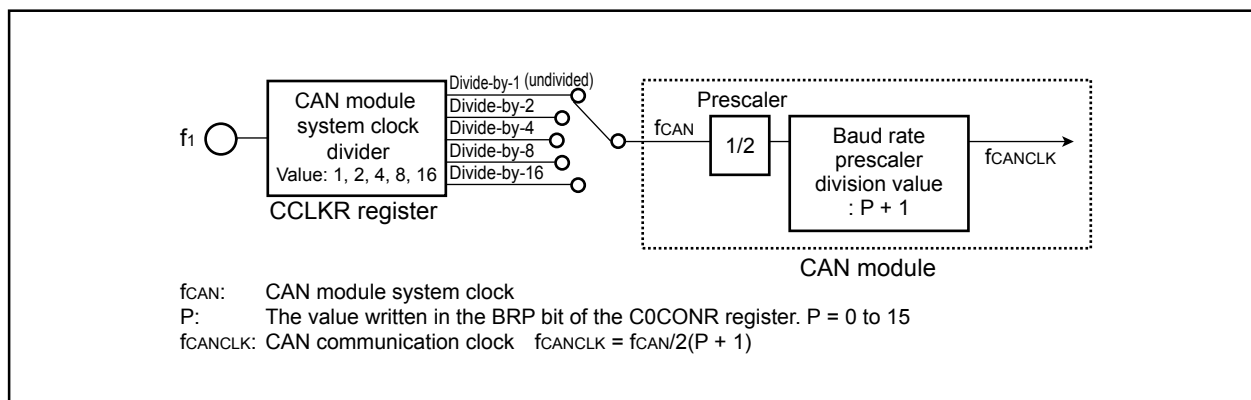 f1
CAN module
system clock
divider
Value: 1, 2, 4, 8, 16
CCLKR register
Divide-by-1 (undivided)
Divide-by-2
Divide-by-4
Divide-by-8
Divide-by-16
fCAN
Prescaler
1/2
Baud rate
prescaler
division value
: P + 1
fCANCLK
CAN module
fCAN: CAN module system clock
P: The value written in the BRP bit of the C0CONR register. P = 0 to 15
fCANCLK: CAN communication clock fCANCLK = fCAN/2(P + 1)